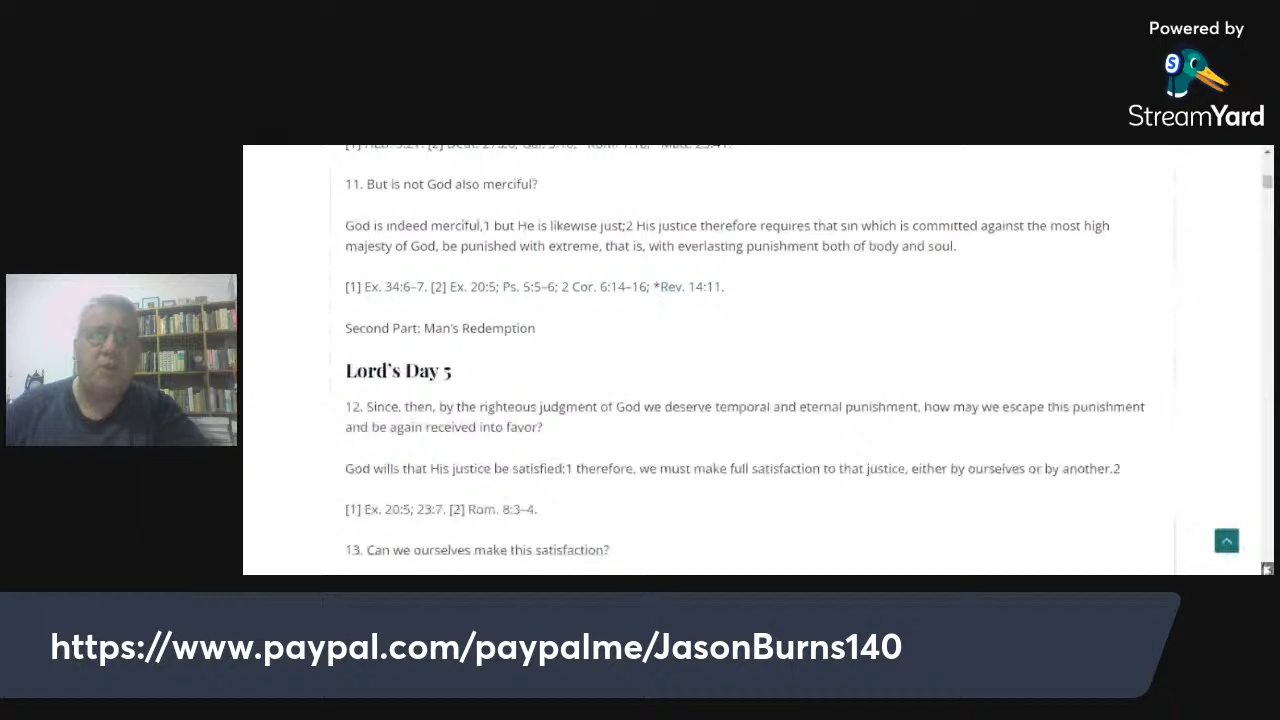 Powered by
StreamYard
11. But is not God also merciful?
God is indeed merciful,1 but He is likewise just;2 His justice therefore requires that sin which is committed against the most high
majesty of God, be punished with extreme, that is, with everlasting punishment both of body and soul.
[1] Ex. 34:6–7. [2] Ex. 20:5; Ps. 5:5–6; 2 Cor. 6:14–16; *Rev. 14:11.
Second Part: Man's Redemption
Lord's Day 5
12. Since, then, by the righteous judgment of God we deserve temporal and eternal punishment, how may we escape this punishment
and be again received into favor?
God wills that His justice be satisfied;1 therefore, we must make full satisfaction to that justice, either by ourselves or by another.2
[1] Ex. 20:5; 23:7. [2] Rom. 8:3–4.
13. Can we ourselves make this satisfaction?
https://www.paypal.com/paypalme/JasonBurns140